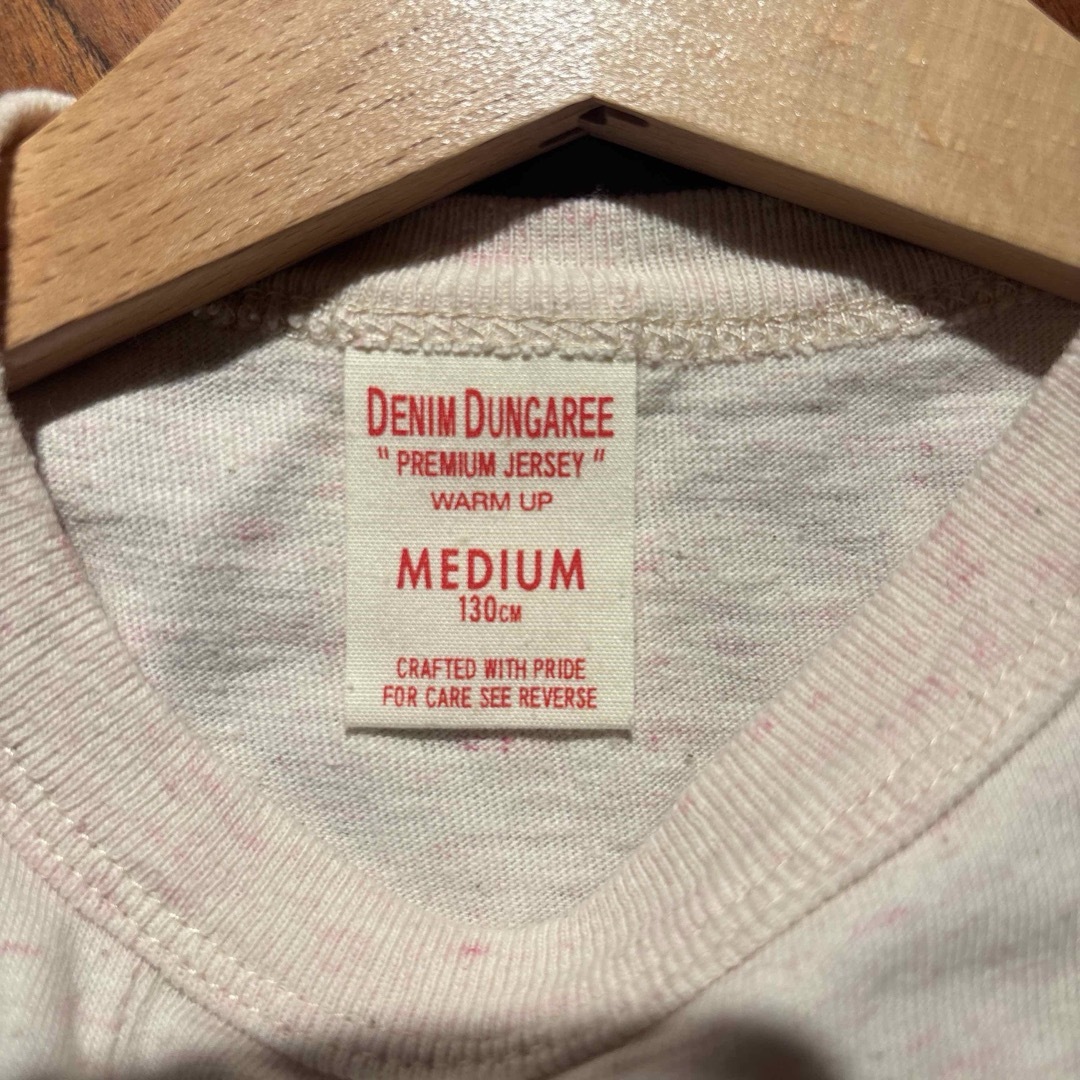 DENIM DUNGAREE
" PREMIUM JERSEY "
WARM UP
MEDIUM
130CM
CRAFTED WITH PRIDE
FOR CARE SEE REVERSE